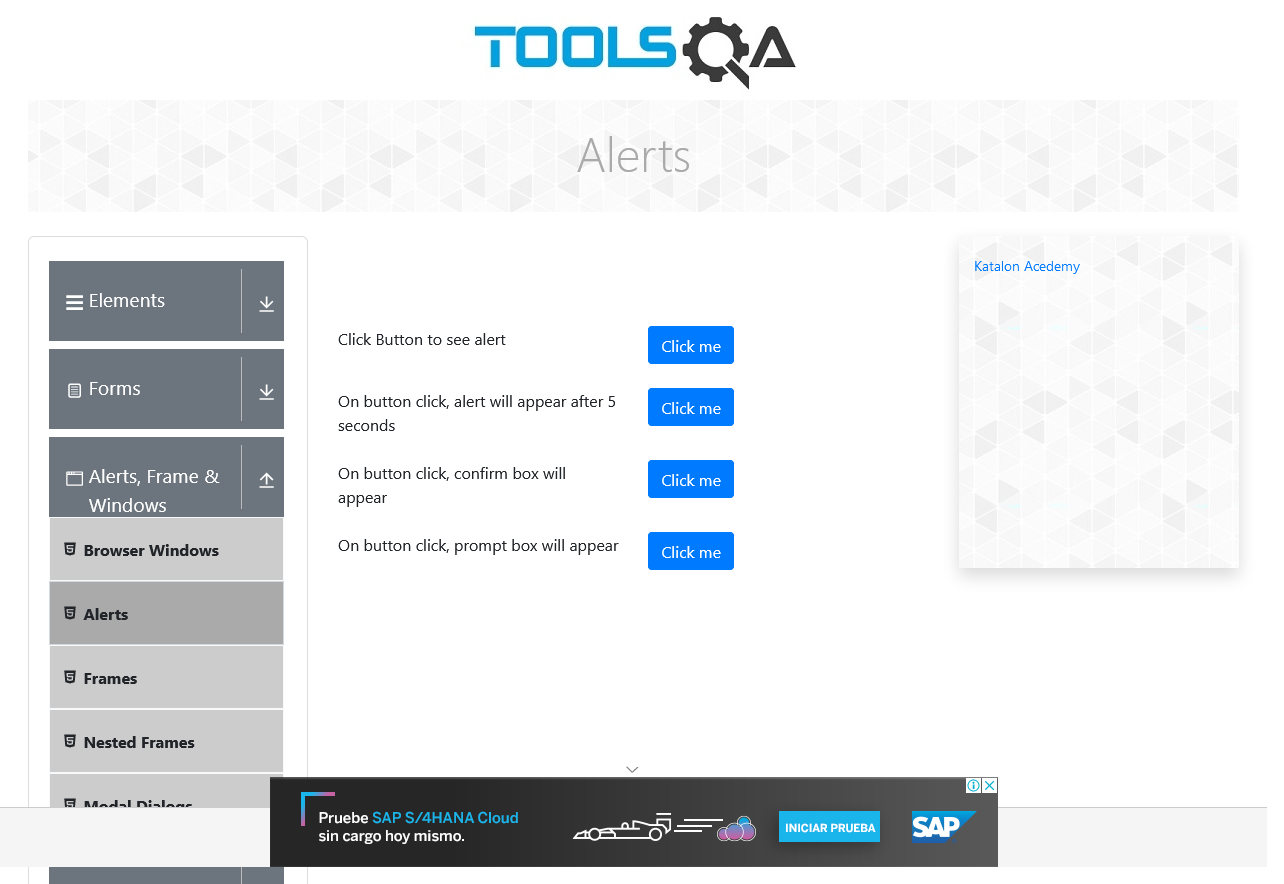 TOOLSQA
Alerts
Elements
Forms
Alerts, Frame &
Windows
Browser Windows
Alerts
Frames
Nested Frames
Modal Dialogs
Click Button to see alert
Click me
On button click, alert will appear after 5
seconds
Click me
On button click, confirm box will
appear
Click me
On button click, prompt box will appear
Click me
Katalon Acedemy
Pruebe SAP S/4HANA Cloud
sin cargo hoy mismo.
INICIAR PRUEBA
SAP